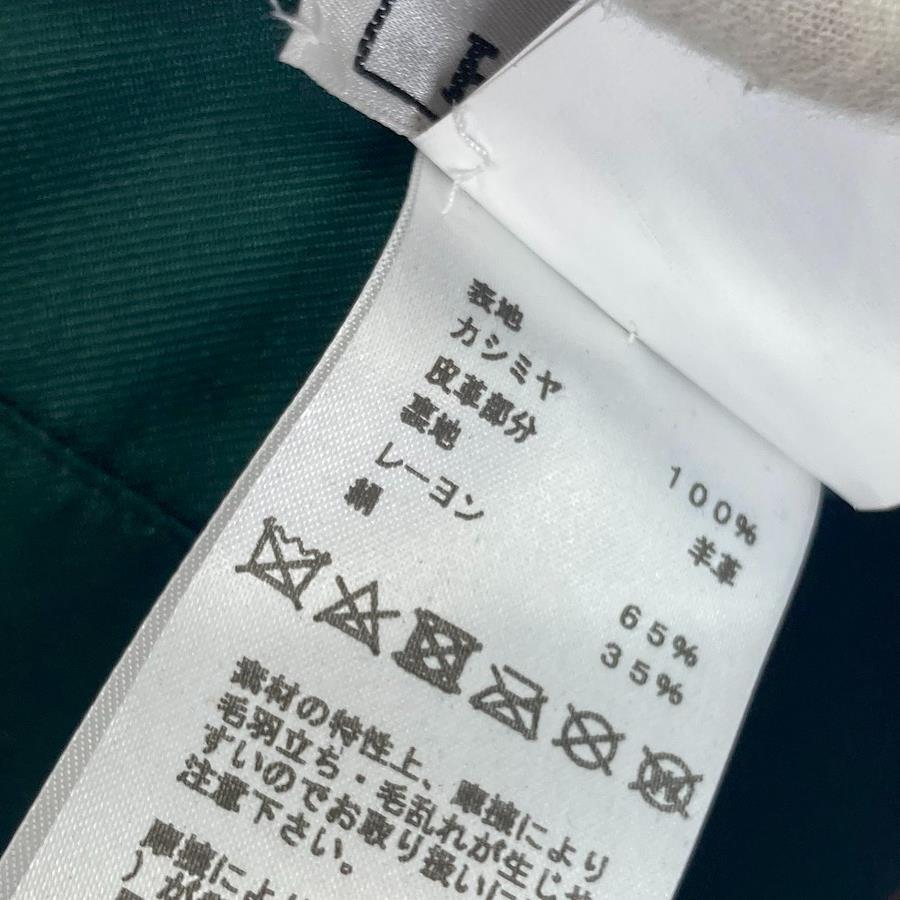 表地
カシミヤ 100%
皮革部分 羊革
裏地
レーヨン 65%
絹 35%
素材の特性上、摩擦により
毛羽立ち・毛乱れが生じや
すいのでお取り扱いに
注意下さい。
摩擦により